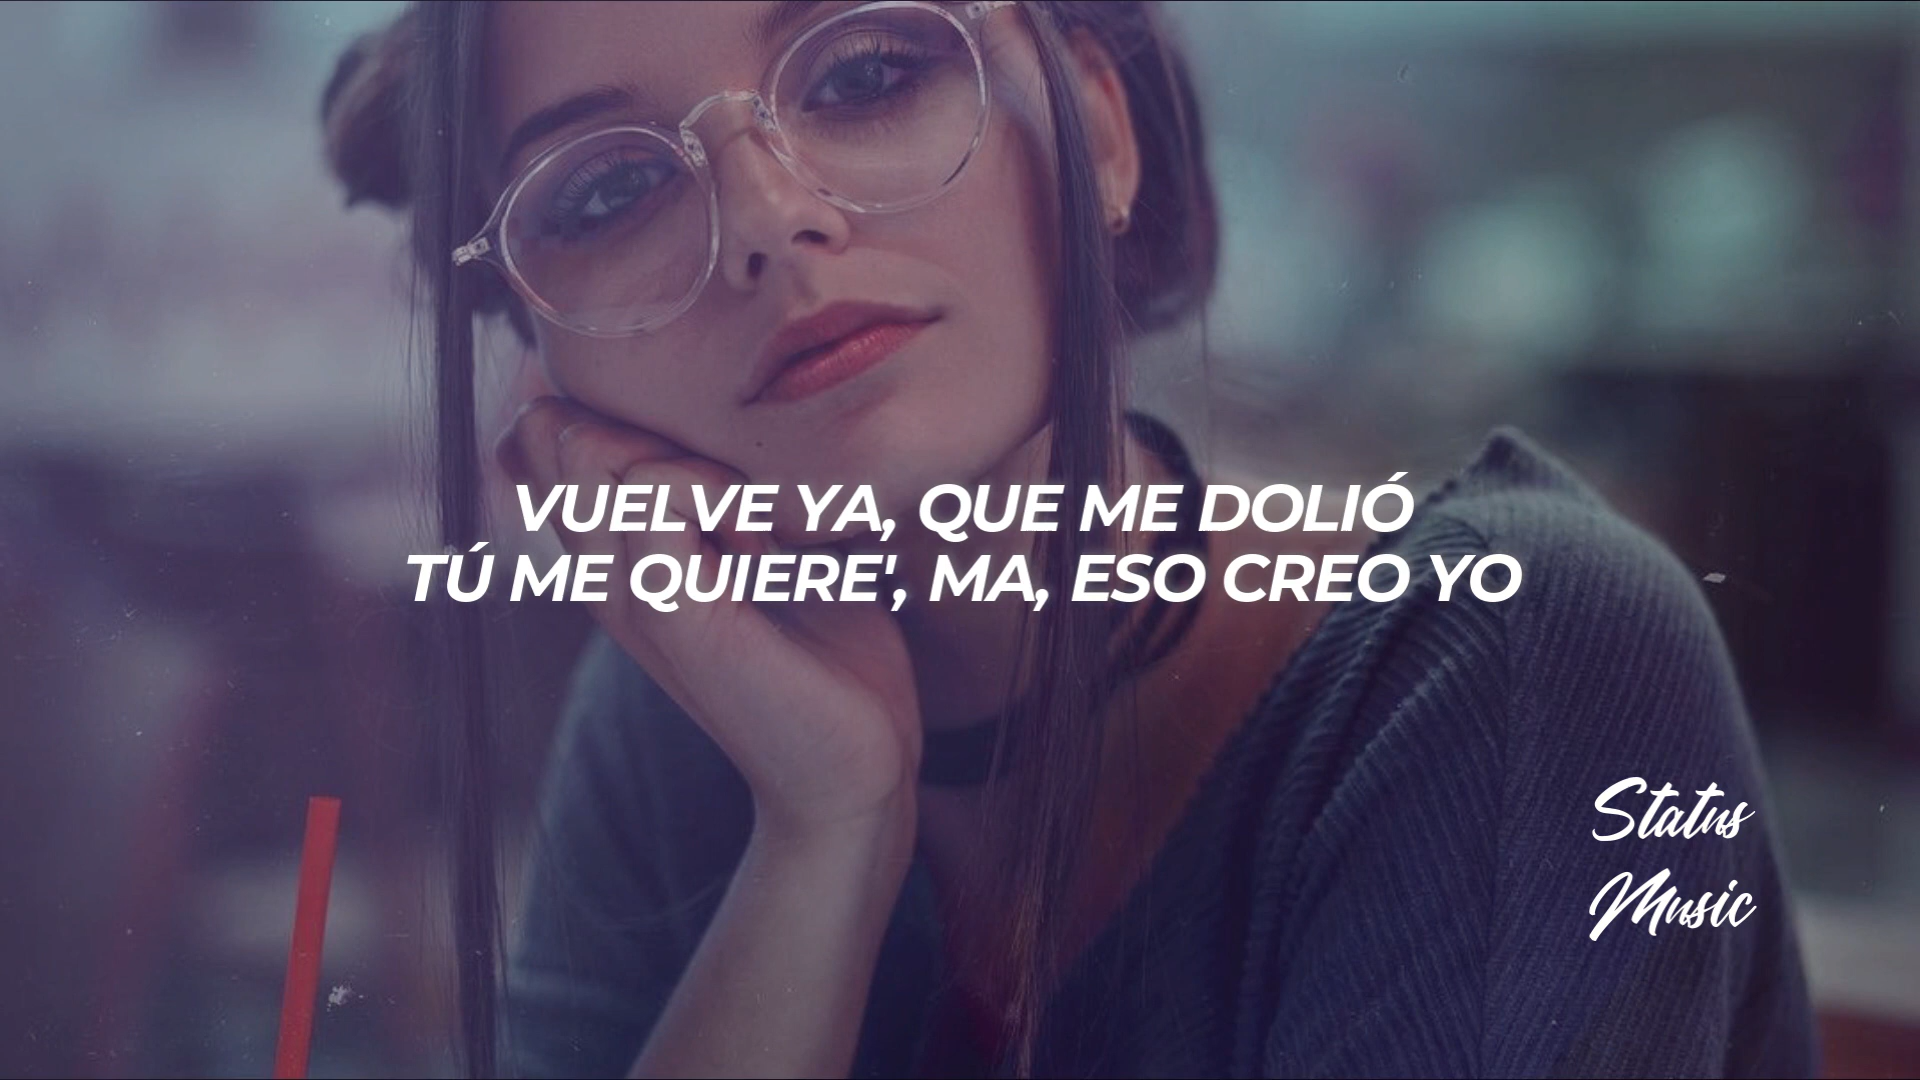 VUELVE YA, QUE ME DOLIÓ
TÚ ME QUIERE', MA, ESO CREO YO
Status
Music